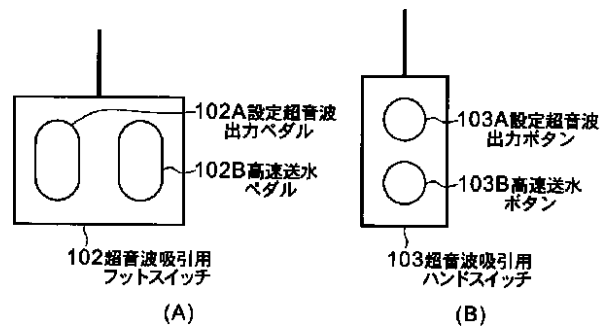 102A設定超音波
出力ペダル
102B高速送水
ペダル
102超音波吸引用
フットスイッチ
(A)
103A設定超音波
出力ボタン
103B高速送水
ボタン
103超音波吸引用
ハンドスイッチ
(B)